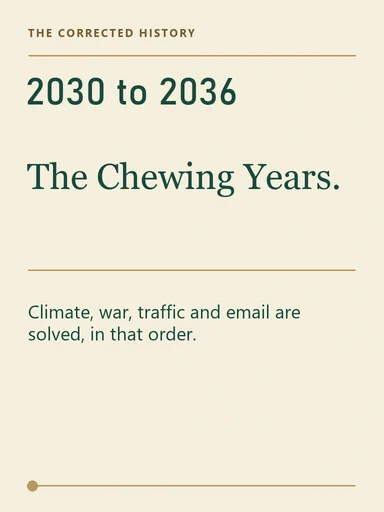 THE CORRECTED HISTORY
2030 to 2036
The Chewing Years.
Climate, war, traffic and email are
solved, in that order.